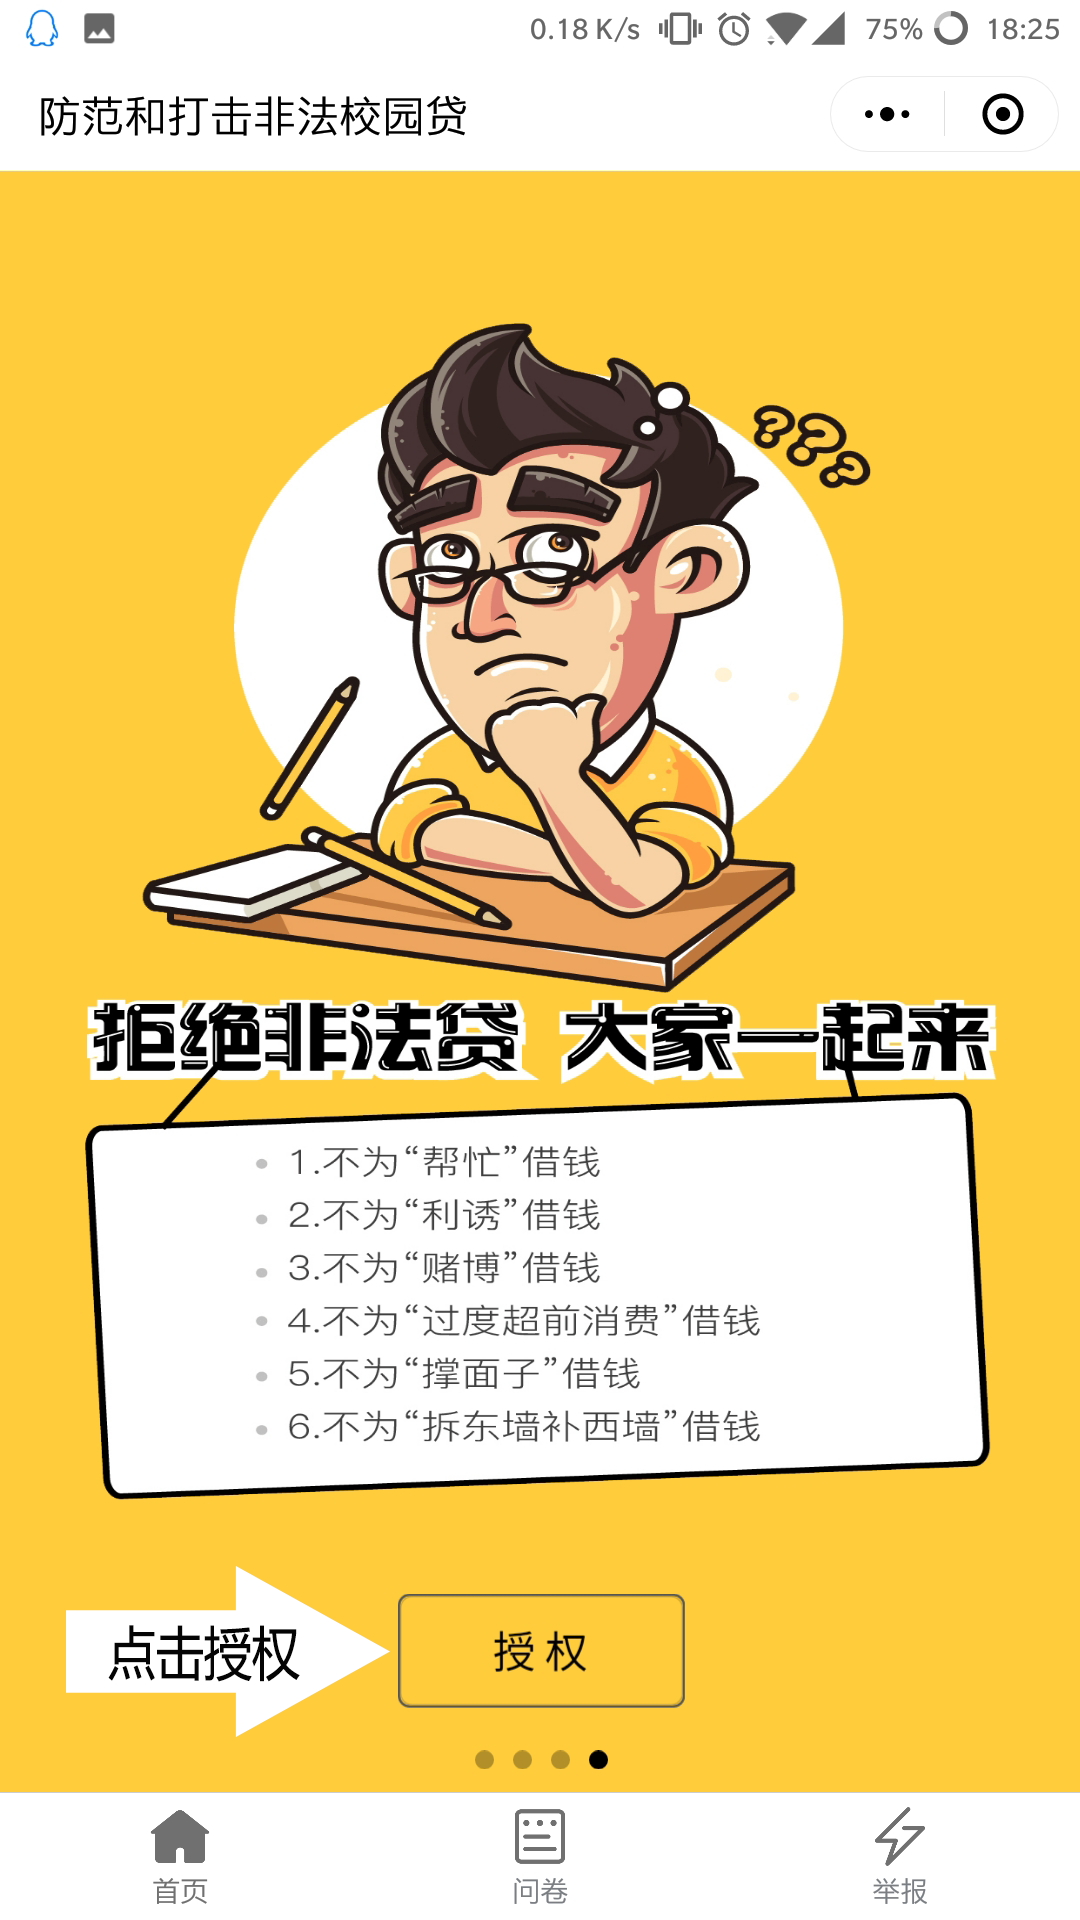 0.18 K/s 75% 18:25
防范和打击非法校园贷
???
拒绝非法贷 大家一起来
1.不为“帮忙”借钱
2.不为“利诱”借钱
3.不为“赌博”借钱
4.不为“过度超前消费”借钱
5.不为“撑面子”借钱
6.不为“拆东墙补西墙”借钱
点击授权
授权
首页 问卷 举报